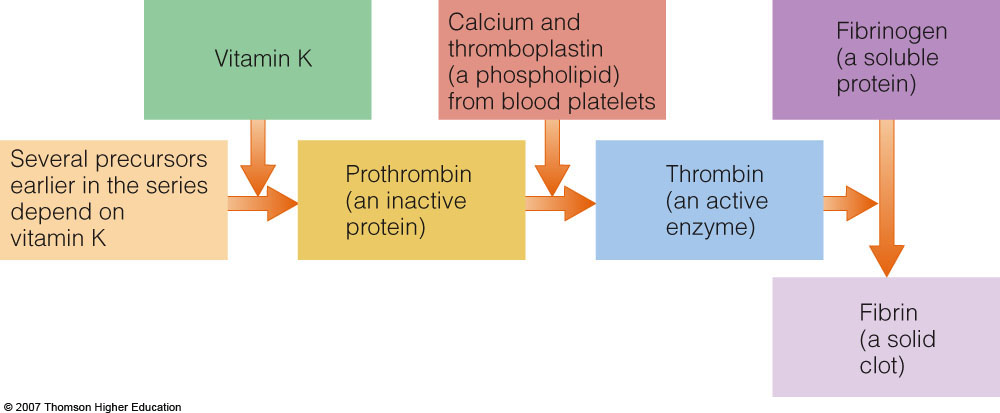 Vitamin K
Calcium and
thromboplastin
(a phospholipid)
from blood platelets
Fibrinogen
(a soluble
protein)
Several precursors
earlier in the series
depend on
vitamin K
Prothrombin
(an inactive
protein)
Thrombin
(an active
enzyme)
Fibrin
(a solid
clot)
© 2007 Thomson Higher Education